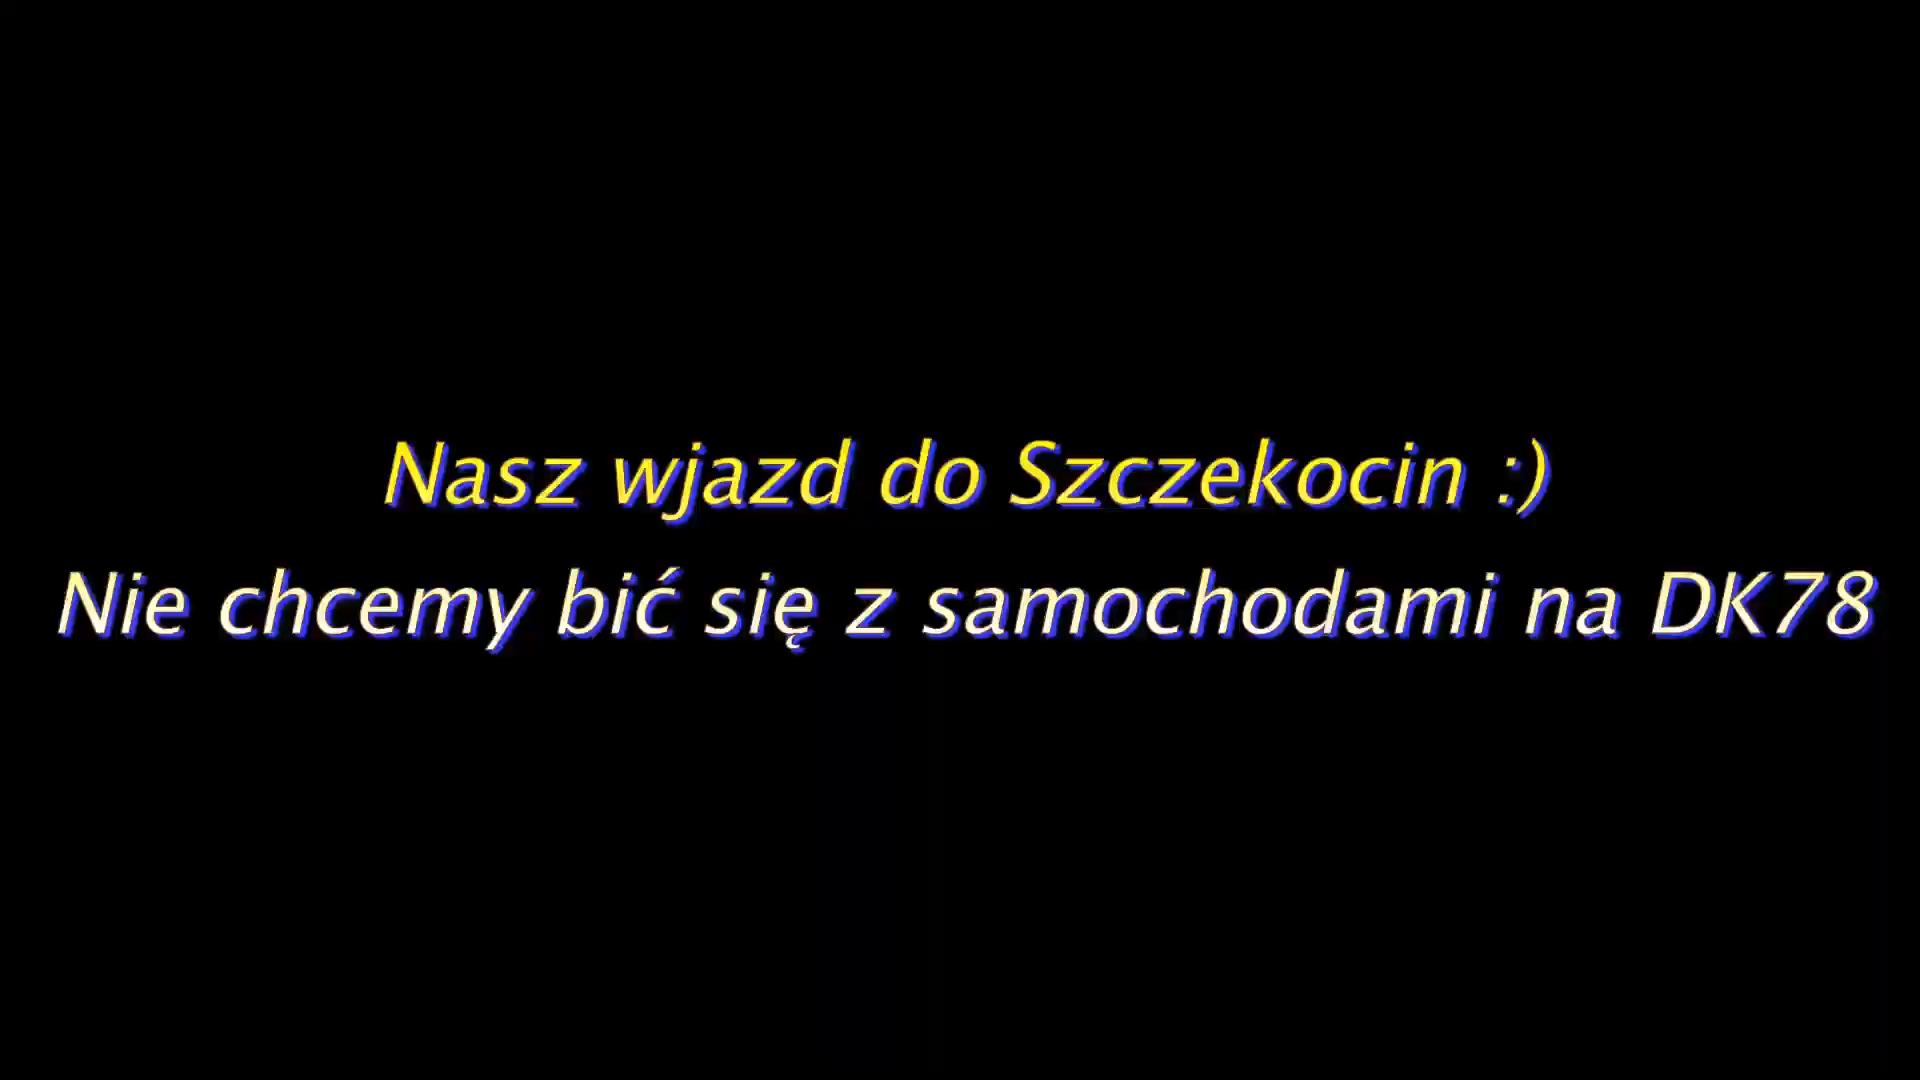 Nasz wjazd do Szczekocin :)
Nie chcemy bić się z samochodami na DK78